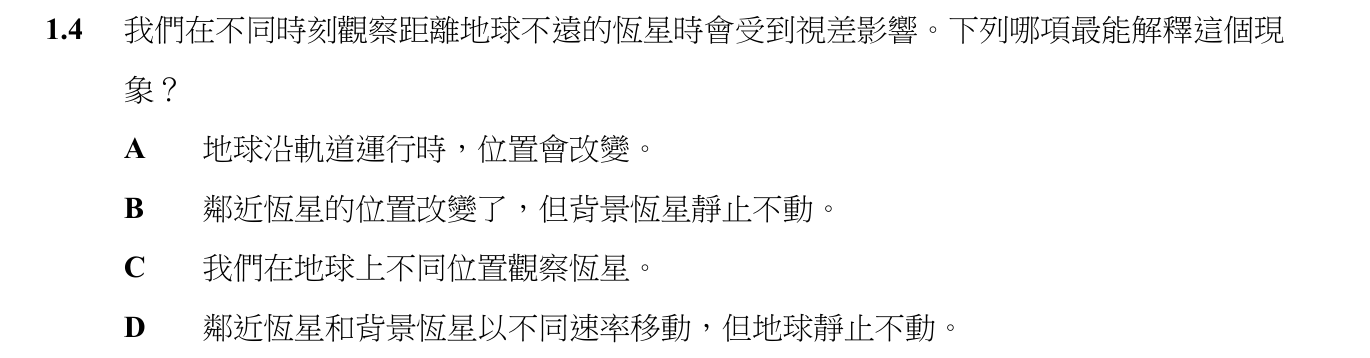 1.4 我們在不同時刻觀察距離地球不遠的恆星時會受到視差影響。下列哪項最能解釋這個現
象？
A 地球沿軌道運行時，位置會改變。
B 鄰近恆星的位置改變了，但背景恆星靜止不動。
C 我們在地球上不同位置觀察恆星。
D 鄰近恆星和背景恆星以不同速率移動，但地球靜止不動。